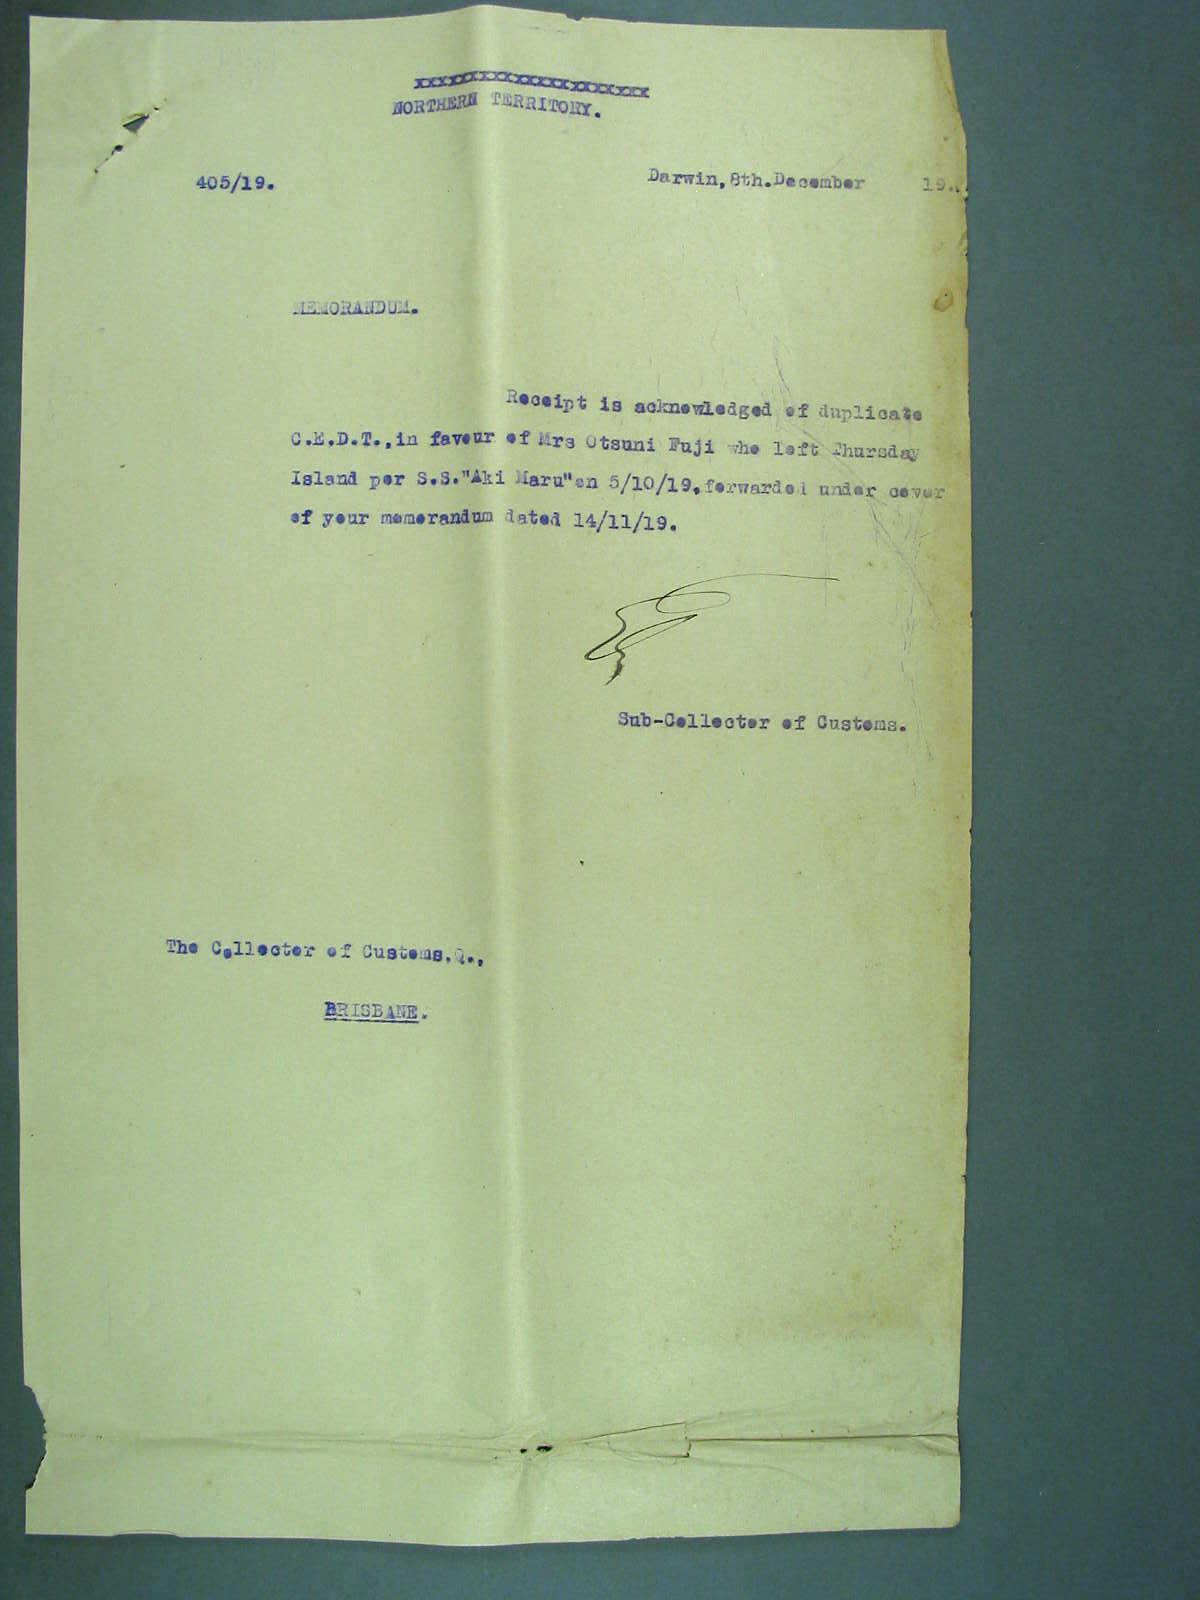 xxxxxxxxxxxxxxxxxxxxx
NORTHERN TERRITORY.
405/19.
Darwin, 8th.December 19.
MEMORANDUM.
Receipt is acknowledged of duplicate
C.E.D.T.,in favour of Mrs Otsuni Fuji who left Thursday
Island per S.S."Aki Maru"on 5/10/19,forwarded under cover
of your memorandum dated 14/11/19.
Sub-Collector of Customs.
The Collector of Customs,Q.,
BRISBANE.